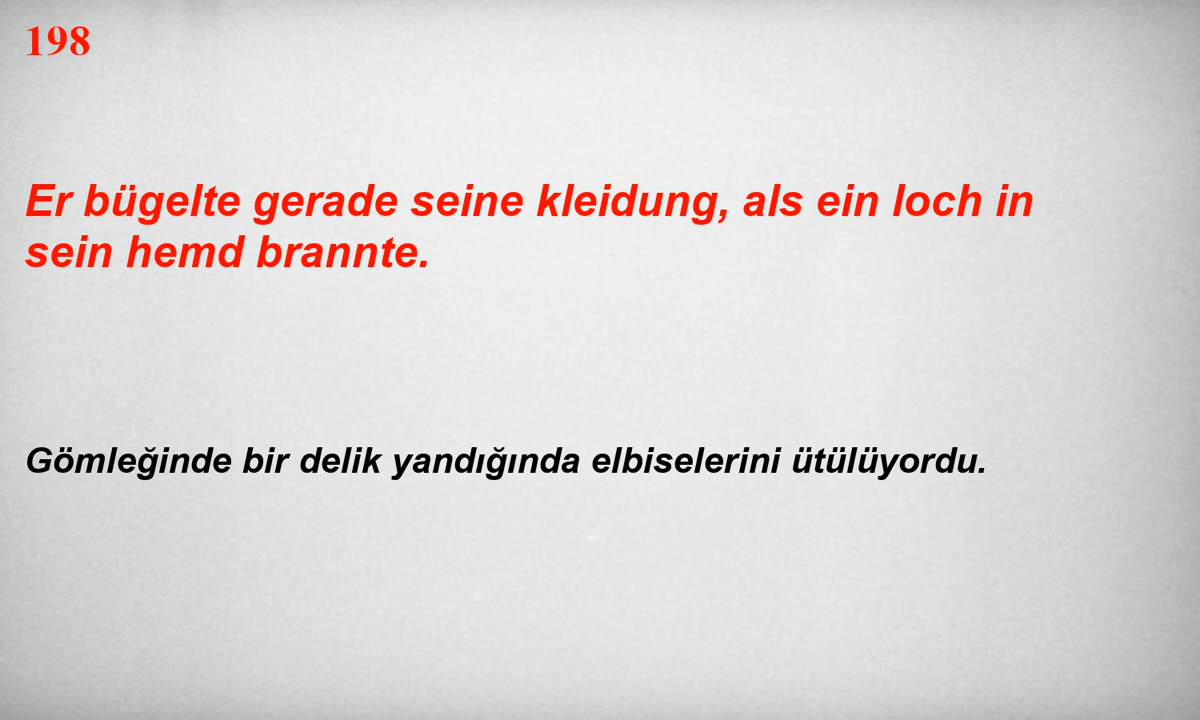 198
Er bügelte gerade seine kleidung, als ein loch in
sein hemd brannte.
Gömleğinde bir delik yandığında elbiselerini ütülüyordu.